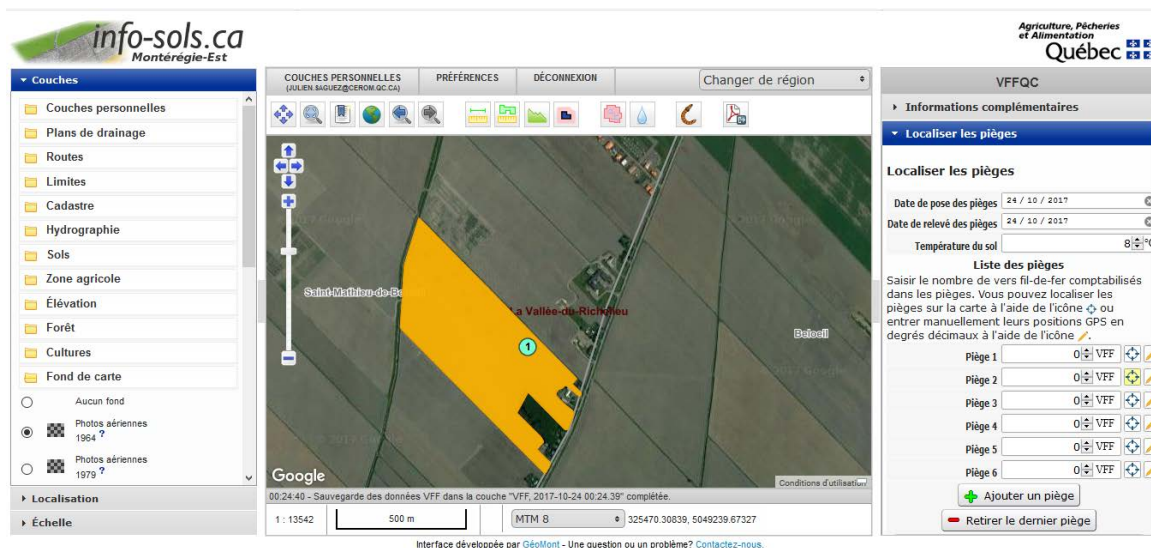 info-sols.ca
Montérégie-Est
Agriculture, Pêcheries
et Alimentation
Québec
Couches
Couches personnelles
Plans de drainage
Routes
Limites
Cadastre
Hydrographie
Sols
Zone agricole
Élévation
Forêt
Cultures
Fond de carte
Aucun fond
Photos aériennes
1964 ?
Photos aériennes
1979 ?
Localisation
Échelle
COUCHES PERSONNELLES
(JULIEN.SAGUEZ@CEROM.QC.CA)
PRÉFÉRENCES
DÉCONNEXION
Changer de région
Saint-Mathieu-de-Be
La Vallée-du-Richelieu
Beloeil
1
© 2017 Google
Google
Conditions d'utilisation
00:24:40 - Sauvegarde des données VFF dans la couche "VFF, 2017-10-24 00:24.39" complétée.
1 : 13542
500 m
MTM 8
325470.30839, 5049239.67327
VFFQC
Informations complémentaires
Localiser les pièges
Localiser les pièges
Date de pose des pièges 24 / 10 / 2017
Date de relevé des pièges 24 / 10 / 2017
Température du sol 8 °C
Liste des pièges
Saisir le nombre de vers fil-de-fer comptabilisés
dans les pièges. Vous pouvez localiser les
pièges sur la carte à l'aide de l'icône ou
entrer manuellement leurs positions GPS en
degrés décimaux à l'aide de l'icône .
Piège 1 0 VFF
Piège 2 0 VFF
Piège 3 0 VFF
Piège 4 0 VFF
Piège 5 0 VFF
Piège 6 0 VFF
Ajouter un piège
Retirer le dernier piège
Interface développée par GéoMont - Une question ou un problème? Contactez-nous.